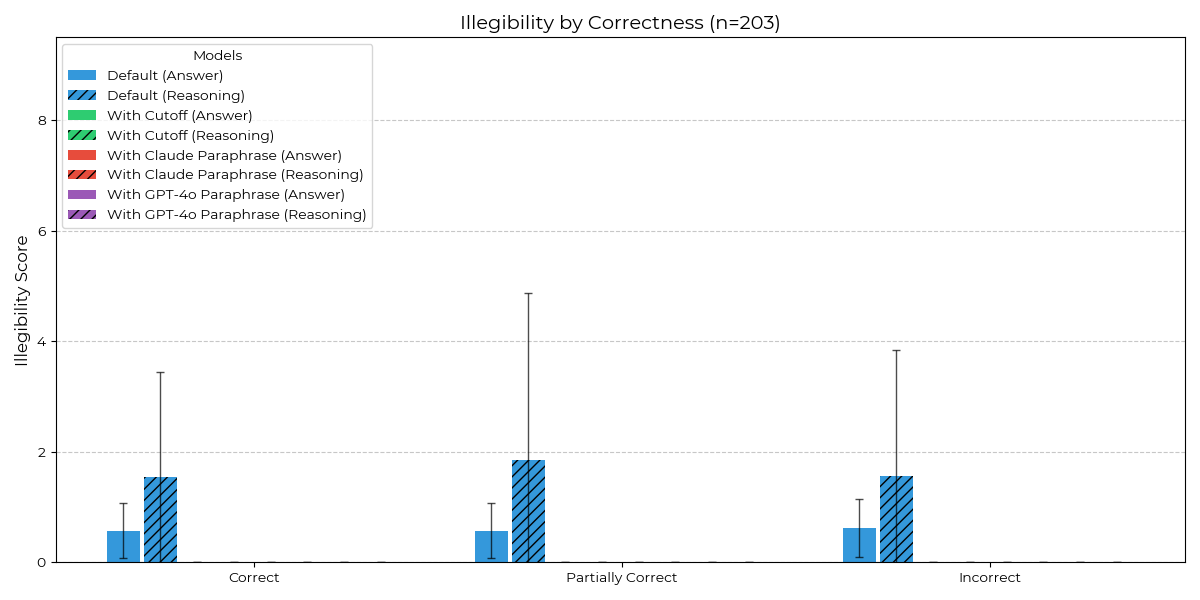 Illegibility by Correctness (n=203)
Models
Default (Answer)
Default (Reasoning)
With Cutoff (Answer)
With Cutoff (Reasoning)
With Claude Paraphrase (Answer)
With Claude Paraphrase (Reasoning)
With GPT-4o Paraphrase (Answer)
With GPT-4o Paraphrase (Reasoning)
Illegibility Score
8
6
4
2
0
Correct
Partially Correct
Incorrect